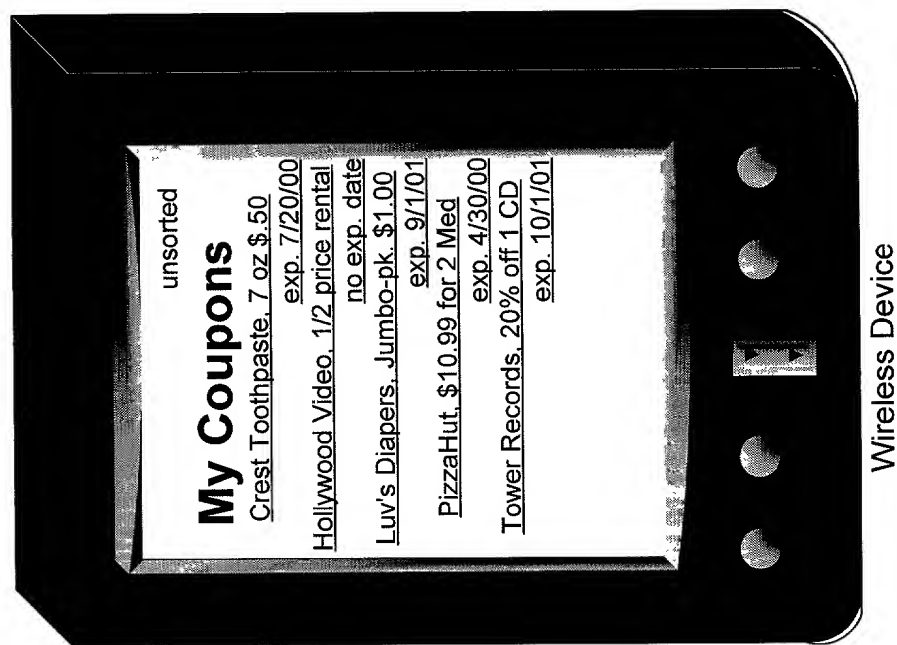 unsorted
My Coupons
Crest Toothpaste, 7 oz $.50
exp. 7/20/00
Hollywood Video, 1/2 price rental
no exp. date
Luv's Diapers, Jumbo-pk. $1.00
exp. 9/1/01
PizzaHut, $10.99 for 2 Med
exp. 4/30/00
Tower Records, 20% off 1 CD
exp. 10/1/01
Wireless Device